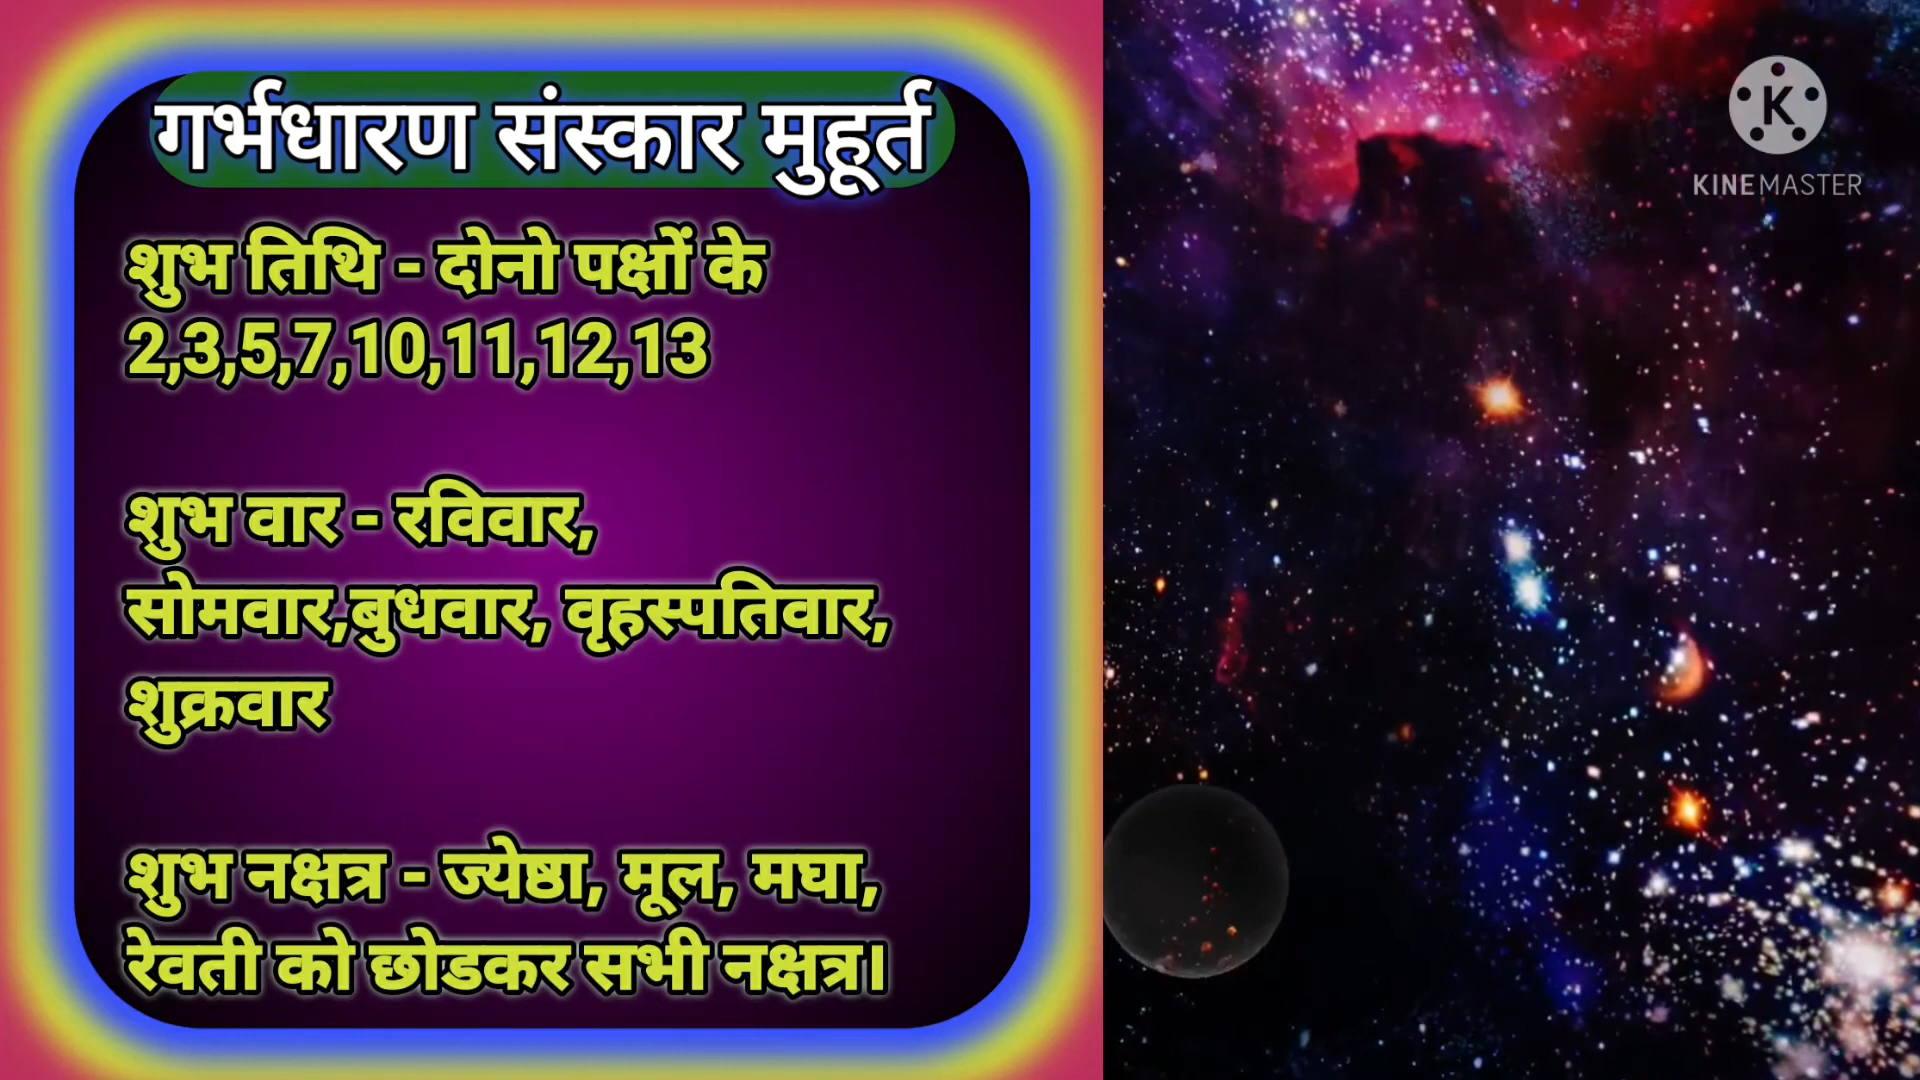 गर्भधारण संस्कार मुहूर्त
शुभ तिथि - दोनो पक्षों के
2,3,5,7,10,11,12,13
शुभ वार - रविवार,
सोमवार,बुधवार, वृहस्पतिवार,
शुक्रवार
शुभ नक्षत्र - ज्येष्ठा, मूल, मघा,
रेवती को छोडकर सभी नक्षत्र।
K
KINEMASTER